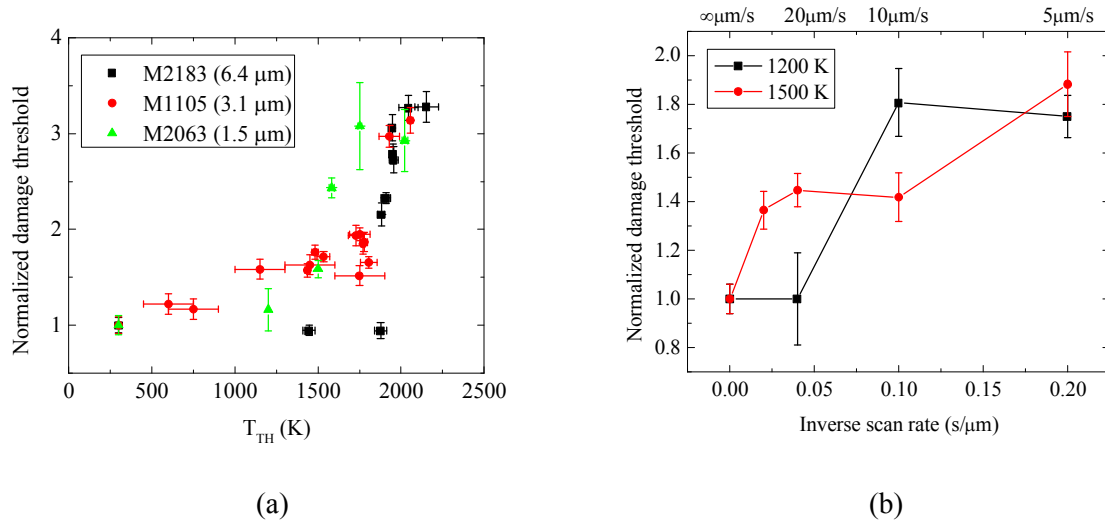 M2183 (6.4 μm)
M1105 (3.1 μm)
M2063 (1.5 μm)
Normalized damage threshold
4
3
2
1
0 500 1000 1500 2000 2500
T_TH (K)
(a)
∞μm/s 20μm/s 10μm/s 5μm/s
1200 K
1500 K
Normalized damage threshold
2.0
1.8
1.6
1.4
1.2
1.0
0.8
0.00 0.05 0.10 0.15 0.20
Inverse scan rate (s/μm)
(b)